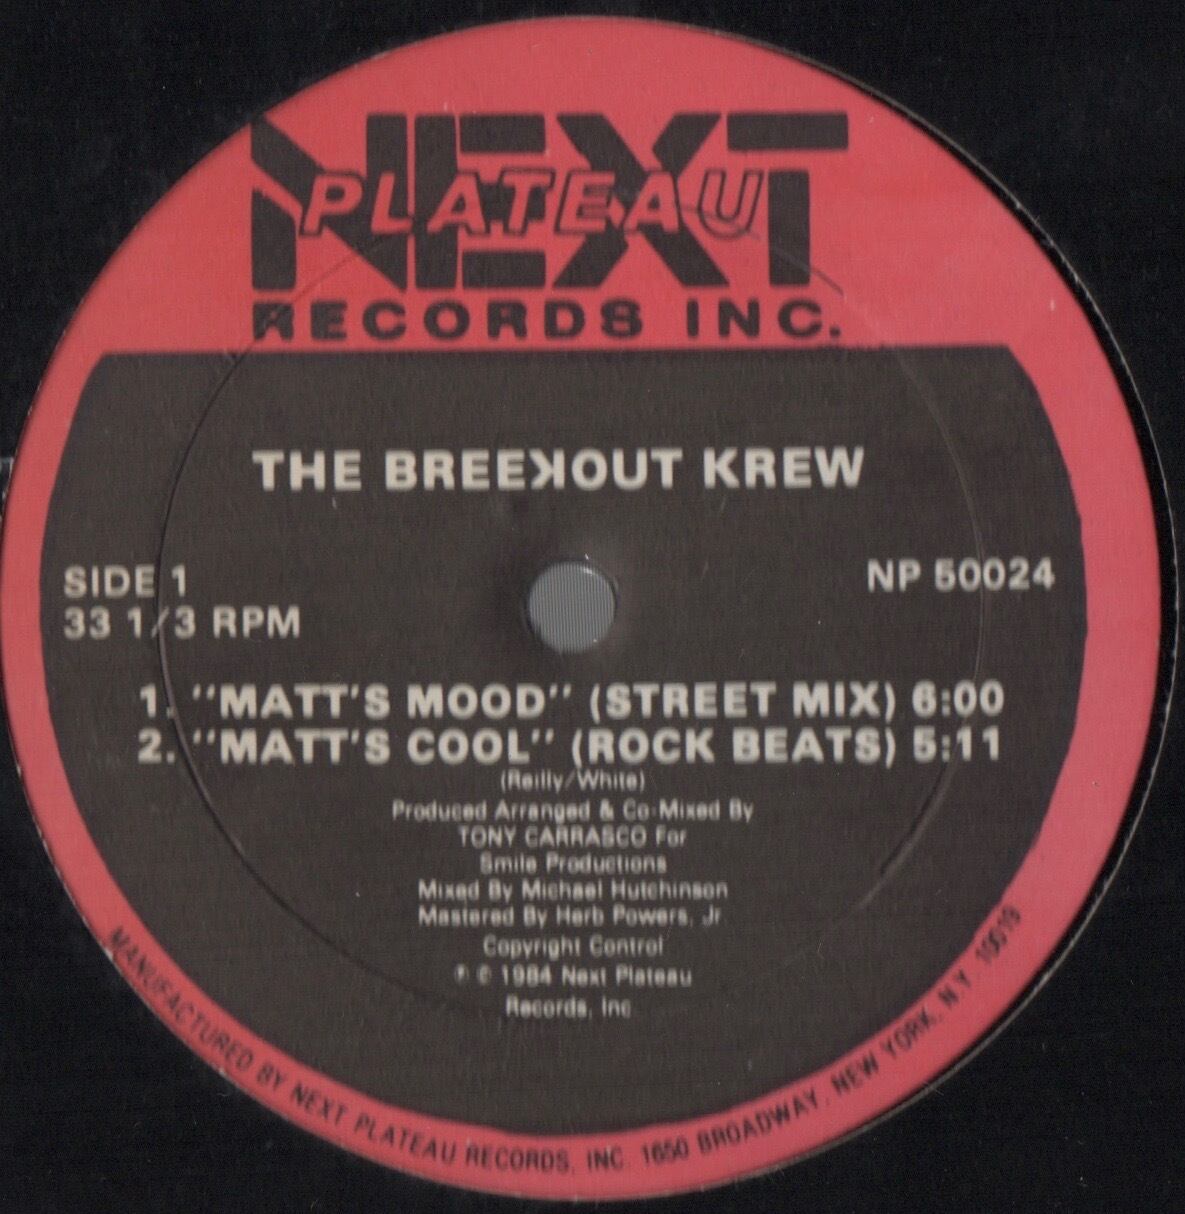 NEXT
PLATEAU
RECORDS INC.
THE BREEKOUT KREW
SIDE 1
33 1/3 RPM
NP 50024
1. "MATT'S MOOD" (STREET MIX) 6:00
2. "MATT'S COOL" (ROCK BEATS) 5:11
(Reilly/White)
Produced Arranged & Co-Mixed By
TONY CARRASCO For
Smile Productions
Mixed By Michael Hutchinson
Mastered By Herb Powers, Jr
Copyright Control
℗ © 1984 Next Plateau
Records, Inc
MANUFACTURED BY NEXT PLATEAU RECORDS, INC. 1650 BROADWAY, NEW YORK, N.Y. 10019